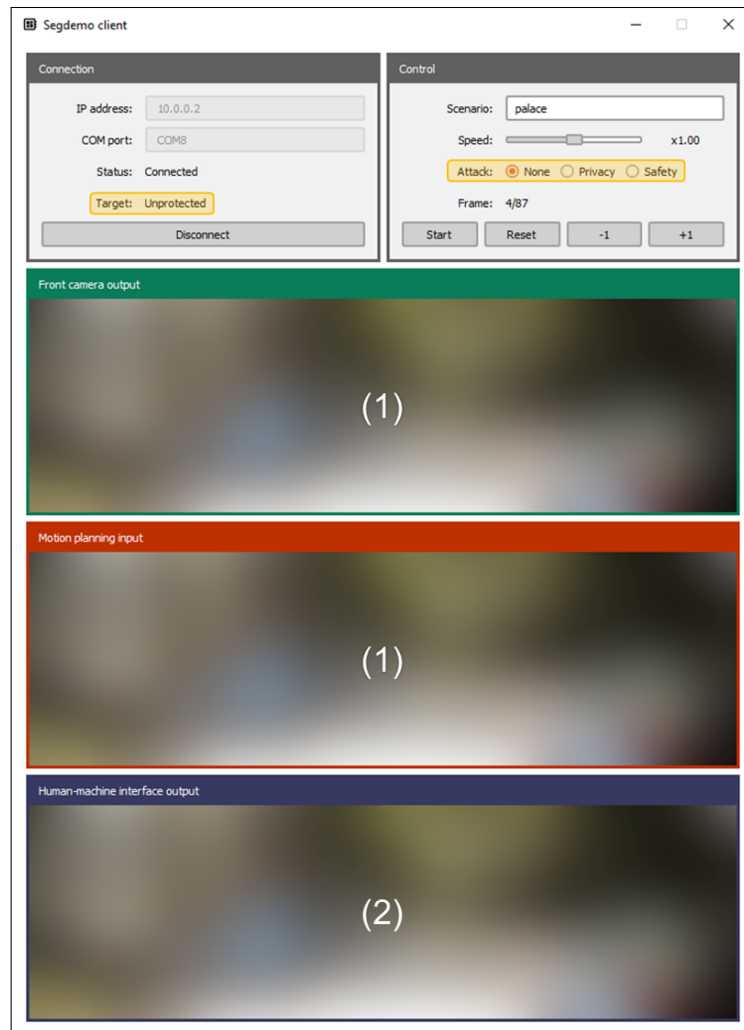 Segdemo client
Connection
IP address: 10.0.0.2
COM port: COM8
Status: Connected
Target: Unprotected
Disconnect
Control
Scenario: palace
Speed: x1.00
Attack: None Privacy Safety
Frame: 4/87
Start Reset -1 +1
Front camera output
(1)
Motion planning input
(1)
Human-machine interface output
(2)